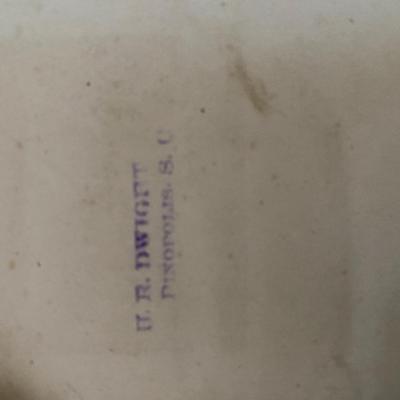 H. R. DWIGHT
PINOPOLIS. S. C